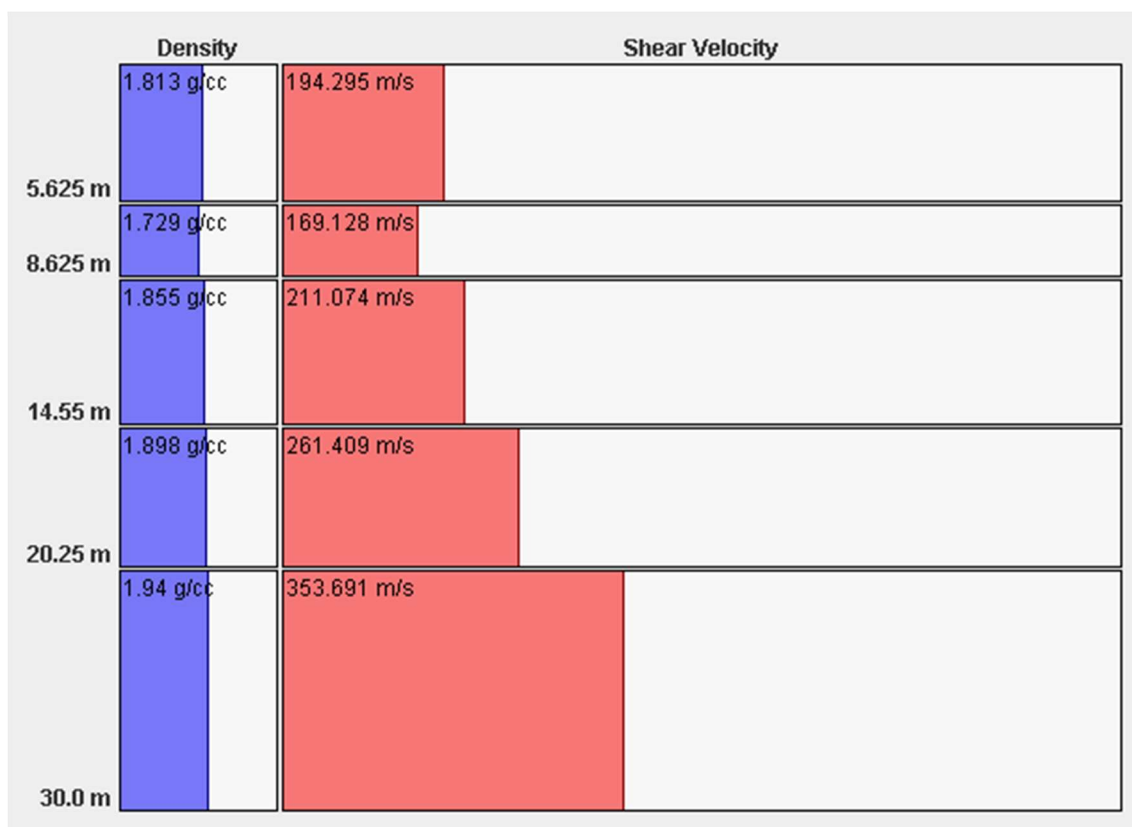 Density Shear Velocity
1.813 g/cc 194.295 m/s
5.625 m
1.729 g/cc 169.128 m/s
8.625 m
1.855 g/cc 211.074 m/s
14.55 m
1.898 g/cc 261.409 m/s
20.25 m
1.94 g/cc 353.691 m/s
30.0 m